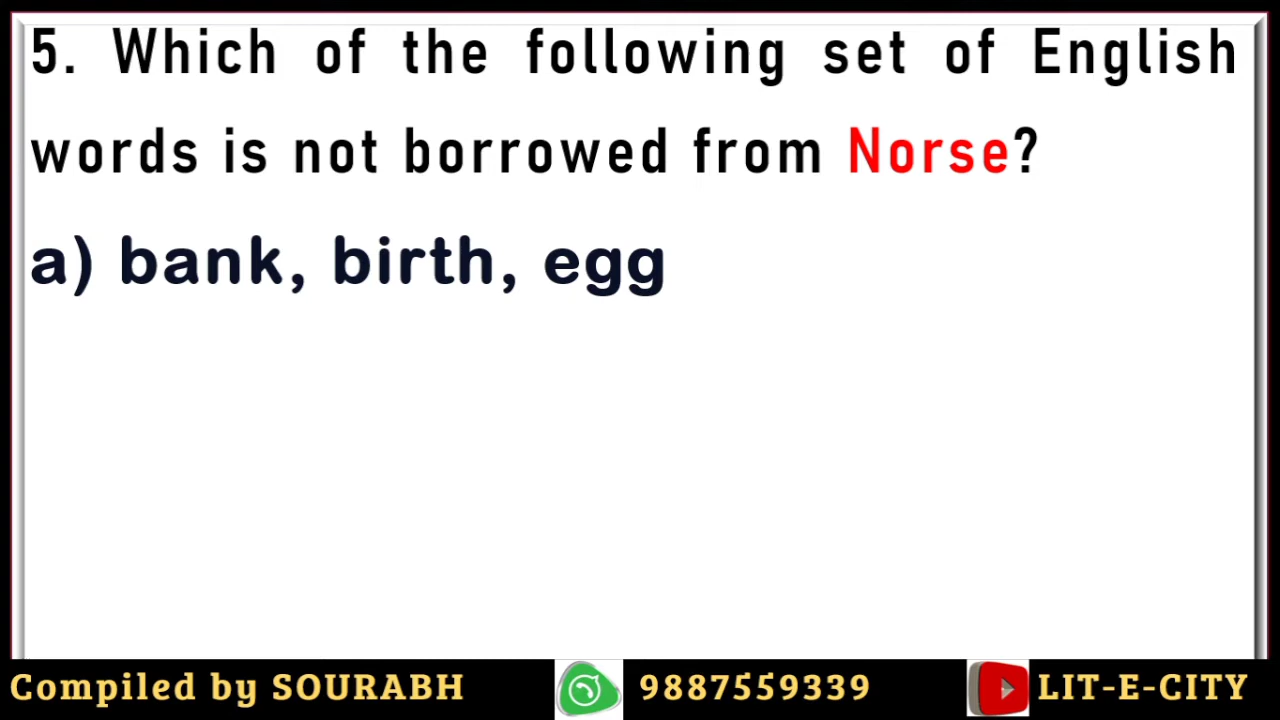 5. Which of the following set of English
words is not borrowed from Norse?
a) bank, birth, egg
Compiled by SOURABH 9887559339 LIT-E-CITY